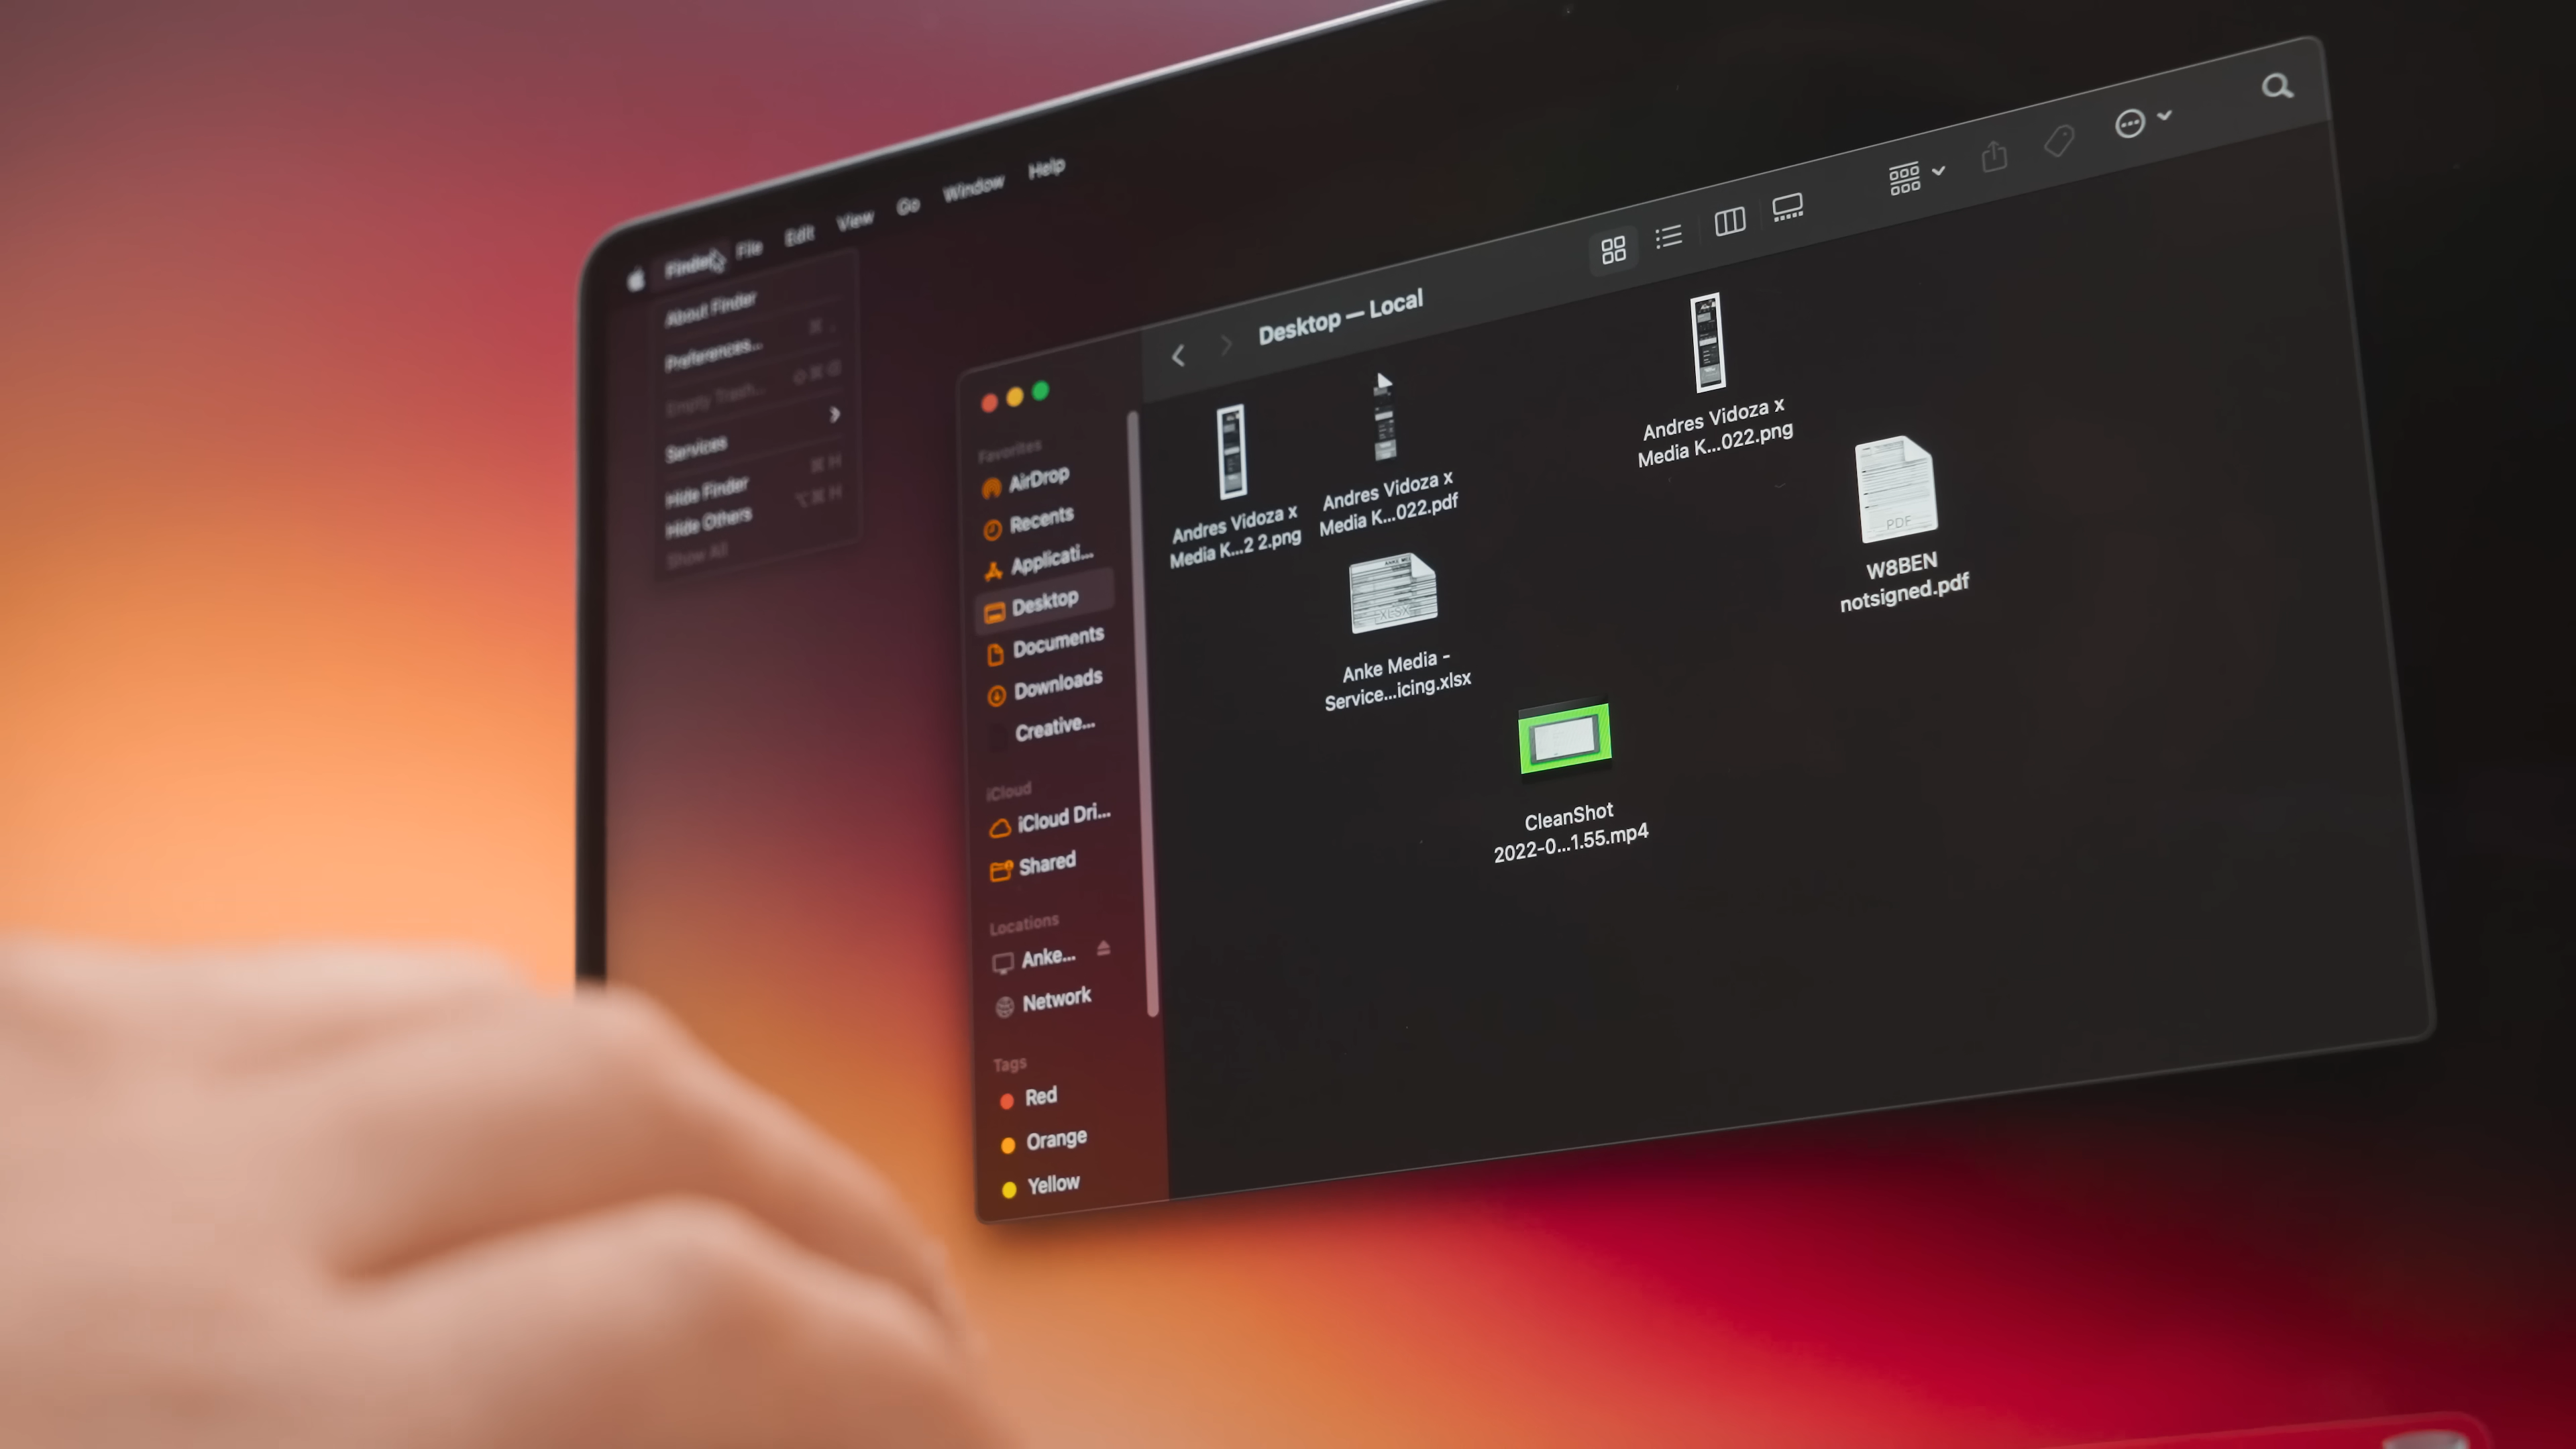 Finder File Edit View Go Window Help
About Finder
Preferences...
Empty Trash...
Services
Hide Finder ⌘ H
Hide Others ⌥ ⌘ H
Show All
Desktop — Local
Favorites
AirDrop
Recents
Applicati...
Desktop
Documents
Downloads
Creative...
iCloud
iCloud Dri...
Shared
Locations
Anke...
Network
Tags
Red
Orange
Yellow
Andres Vidoza x
Media K...2 2.png
Andres Vidoza x
Media K...022.pdf
Andres Vidoza x
Media K...022.png
PDF
W8BEN
notsigned.pdf
XLSX
Anke Media -
Service...icing.xlsx
CleanShot
2022-0...1.55.mp4